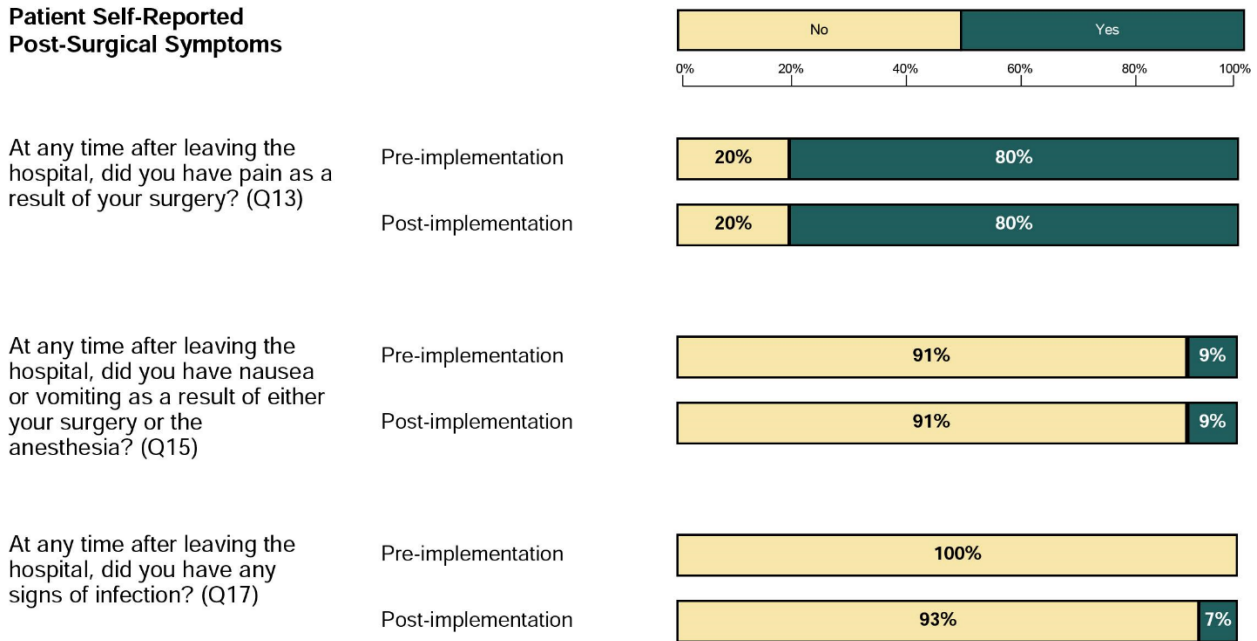 Patient Self-Reported
Post-Surgical Symptoms
No Yes
0% 20% 40% 60% 80% 100%
At any time after leaving the
hospital, did you have pain as a
result of your surgery? (Q13)
Pre-implementation 20% 80%
Post-implementation 20% 80%
At any time after leaving the
hospital, did you have nausea
or vomiting as a result of either
your surgery or the
anesthesia? (Q15)
Pre-implementation 91% 9%
Post-implementation 91% 9%
At any time after leaving the
hospital, did you have any
signs of infection? (Q17)
Pre-implementation 100%
Post-implementation 93% 7%